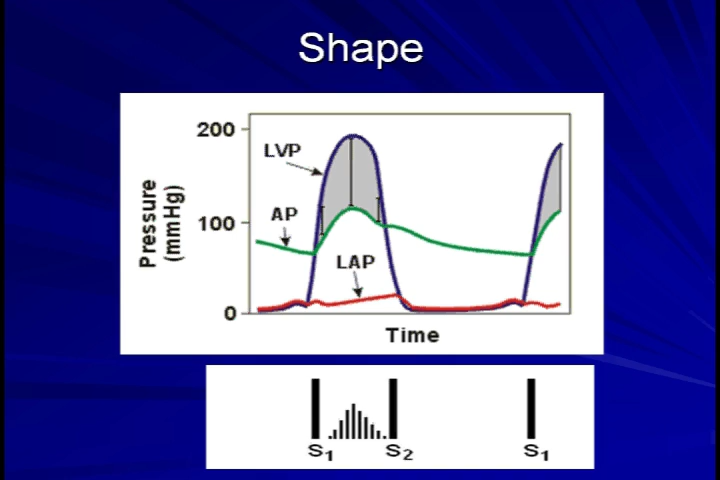 Shape
200
LVP
Pressure
(mmHg)
AP
100
LAP
0
Time
S1 S2 S1